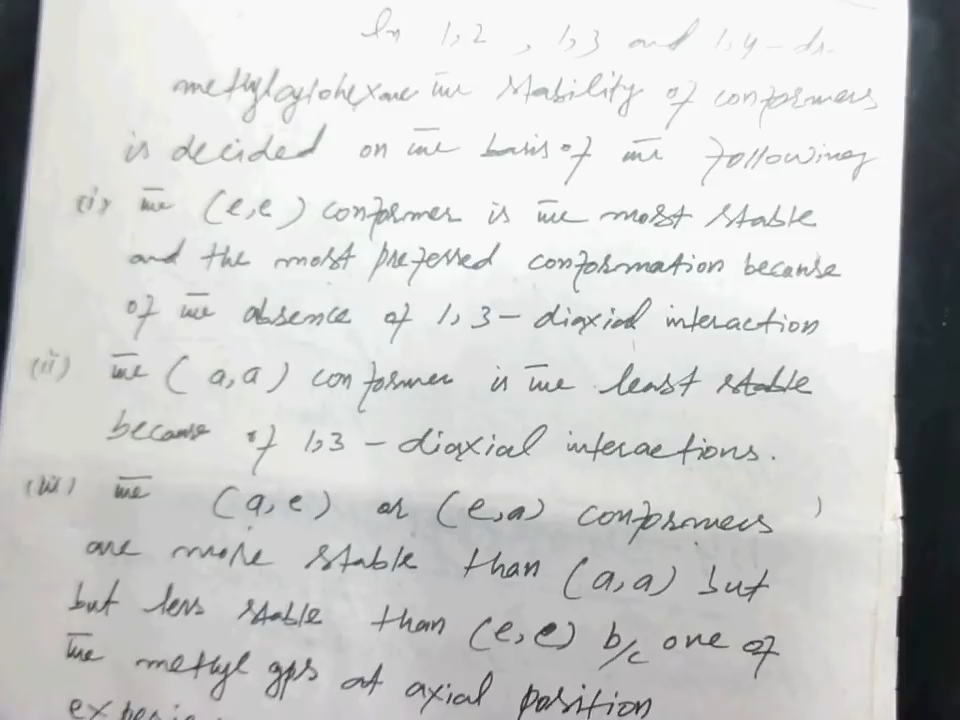 In 1,2 , 1,3 and 1,4-di-
methylcyclohexane the stability of conformers
is decided on the basis of the following
(i) the (e,e) conformer is the most stable
and the most preferred conformation because
of the absence of 1,3-diaxial interaction
(ii) the (a,a) conformer is the least stable
because of 1,3-diaxial interactions.
(iii) the (a,e) or (e,a) conformers
are more stable than (a,a) but
but less stable than (e,e) b/c one of
the methyl gps at axial position